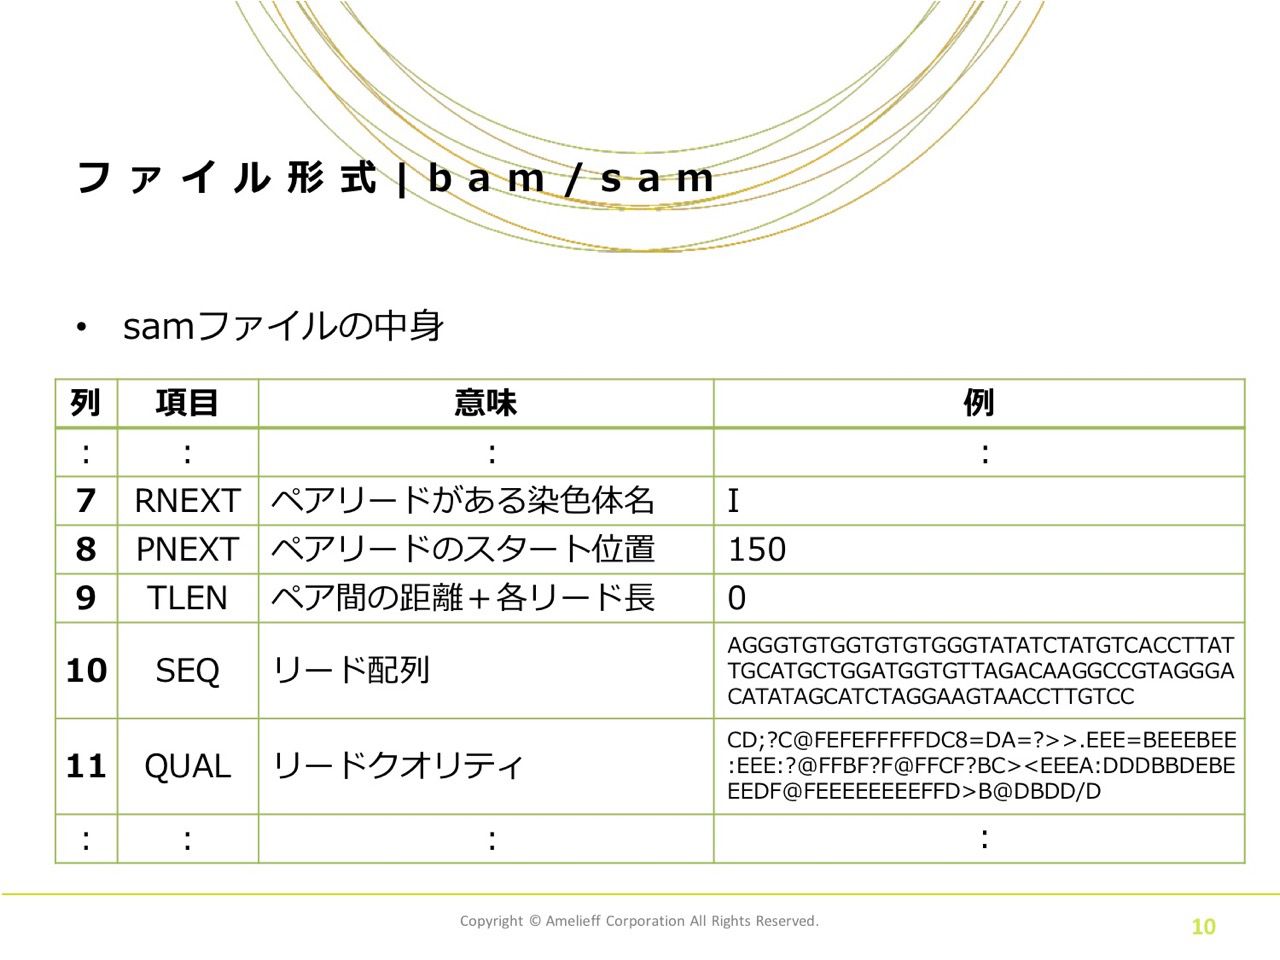 ファイル形式|bam/sam
• samファイルの中身
列 項目 意味 例
: : : :
7 RNEXT ペアリードがある染色体名 I
8 PNEXT ペアリードのスタート位置 150
9 TLEN ペア間の距離＋各リード長 0
10 SEQ リード配列 AGGGTGTGGTGTGTGGGTATATCTATGTCACCTTAT
TGCATGCTGGATGGTGTTAGACAAGGCCGTAGGGA
CATATAGCATCTAGGAAGTAACCTTGTCC
11 QUAL リードクオリティ CD;?C@FEFEFFFFFDC8=DA=?>>.EEE=BEEEBEE
:EEE:?@FFBF?F@FFCF?BC><EEEA:DDDBBDEBE
EEDF@FEEEEEEEEFFD>B@DBDD/D
: : : :
Copyright © Amelieff Corporation All Rights Reserved.
10